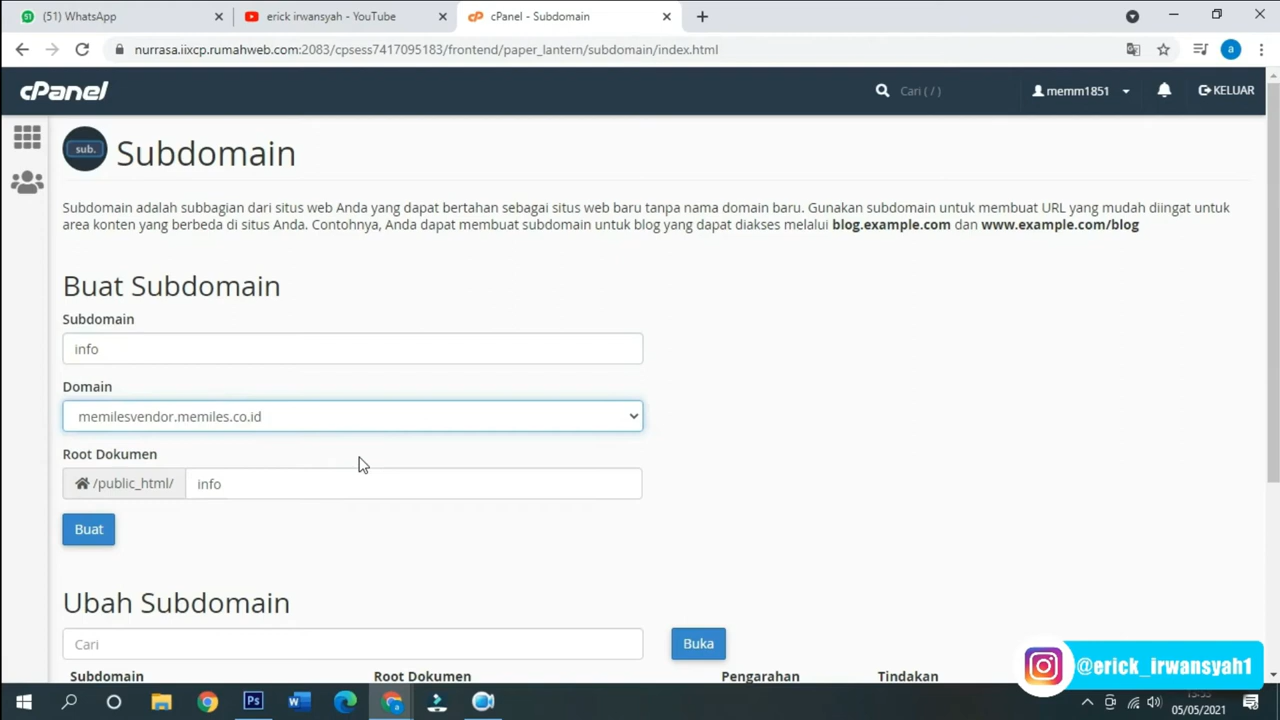 (51) WhatsApp
erick irwansyah - YouTube
cPanel - Subdomain
nurrasa.iixcp.rumahweb.com:2083/cpsess7417095183/frontend/paper_lantern/subdomain/index.html
a
cPanel
Cari ( / )
memm1851
KELUAR
sub.
Subdomain
Subdomain adalah subbagian dari situs web Anda yang dapat bertahan sebagai situs web baru tanpa nama domain baru. Gunakan subdomain untuk membuat URL yang mudah diingat untuk
area konten yang berbeda di situs Anda. Contohnya, Anda dapat membuat subdomain untuk blog yang dapat diakses melalui blog.example.com dan www.example.com/blog
Buat Subdomain
Subdomain
info
Domain
memilesvendor.memiles.co.id
Root Dokumen
/public_html/ info
Buat
Ubah Subdomain
Cari
Buka
Subdomain Root Dokumen Pengarahan Tindakan
@erick_irwansyah1
05/05/2021